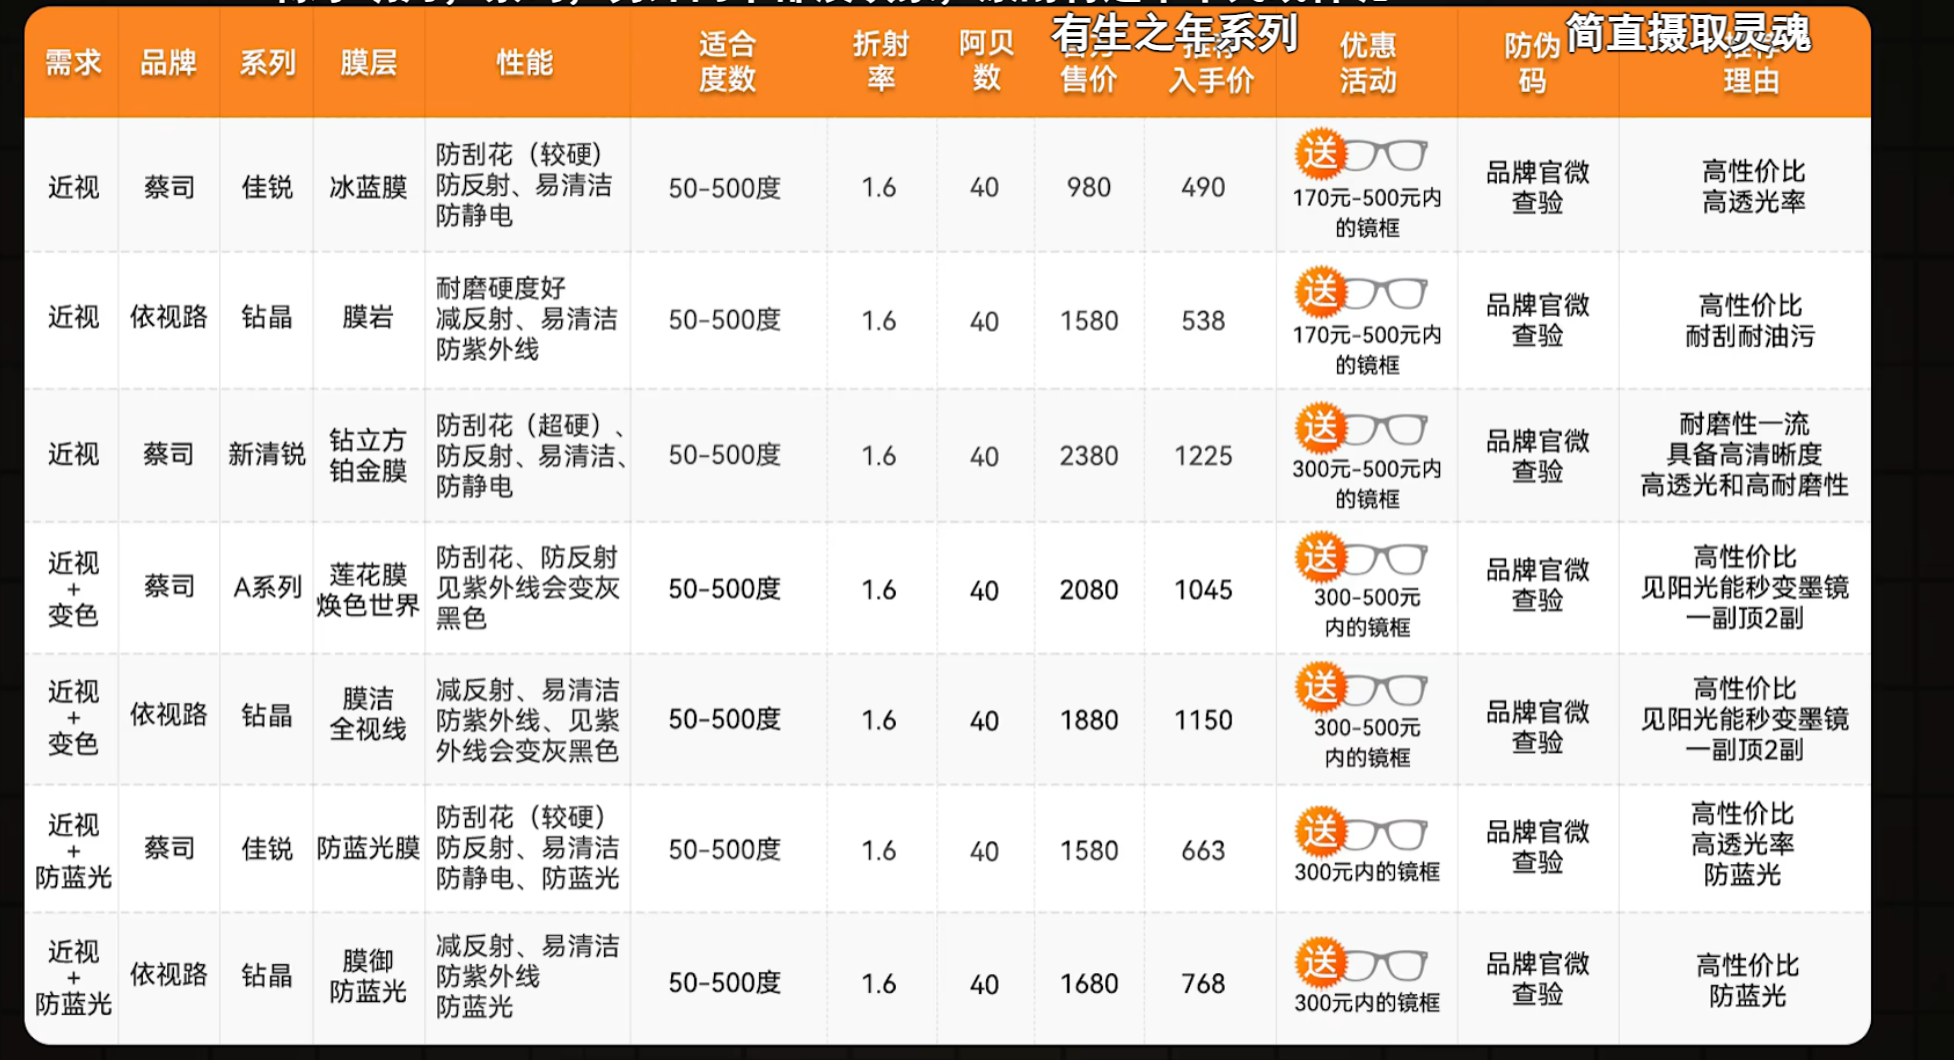 有生之年系列
简直摄取灵魂
需求
品牌
系列
膜层
性能
适合
度数
折射
率
阿贝
数
售价
入手价
优惠
活动
防伪
码
理由
近视
蔡司
佳锐
冰蓝膜
防刮花（较硬）
防反射、易清洁
防静电
50-500度
1.6
40
980
490
送
170元-500元内
的镜框
品牌官微
查验
高性价比
高透光率
近视
依视路
钻晶
膜岩
耐磨硬度好
减反射、易清洁
防紫外线
50-500度
1.6
40
1580
538
送
170元-500元内
的镜框
品牌官微
查验
高性价比
耐刮耐油污
近视
蔡司
新清锐
钻立方
铂金膜
防刮花（超硬）、
防反射、易清洁、
防静电
50-500度
1.6
40
2380
1225
送
300元-500元内
的镜框
品牌官微
查验
耐磨性一流
具备高清晰度
高透光和高耐磨性
近视
+
变色
蔡司
A系列
莲花膜
焕色世界
防刮花、防反射
见紫外线会变灰
黑色
50-500度
1.6
40
2080
1045
送
300-500元
内的镜框
品牌官微
查验
高性价比
见阳光能秒变墨镜
一副顶2副
近视
+
变色
依视路
钻晶
膜洁
全视线
减反射、易清洁
防紫外线、见紫
外线会变灰黑色
50-500度
1.6
40
1880
1150
送
300-500元
内的镜框
品牌官微
查验
高性价比
见阳光能秒变墨镜
一副顶2副
近视
+
防蓝光
蔡司
佳锐
防蓝光膜
防刮花（较硬）
防反射、易清洁
防静电、防蓝光
50-500度
1.6
40
1580
663
送
300元内的镜框
品牌官微
查验
高性价比
高透光率
防蓝光
近视
+
防蓝光
依视路
钻晶
膜御
防蓝光
减反射、易清洁
防紫外线
防蓝光
50-500度
1.6
40
1680
768
送
300元内的镜框
品牌官微
查验
高性价比
防蓝光